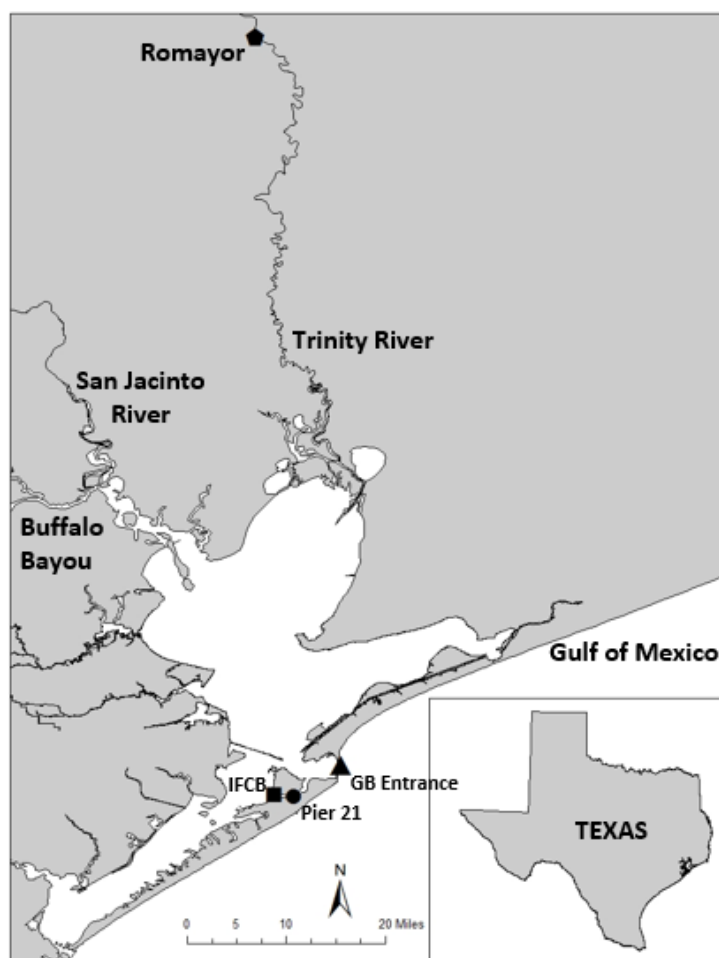 Romayor
Trinity River
San Jacinto
River
Buffalo
Bayou
Gulf of Mexico
IFCB
GB Entrance
Pier 21
TEXAS
N
0 5 10 20 Miles